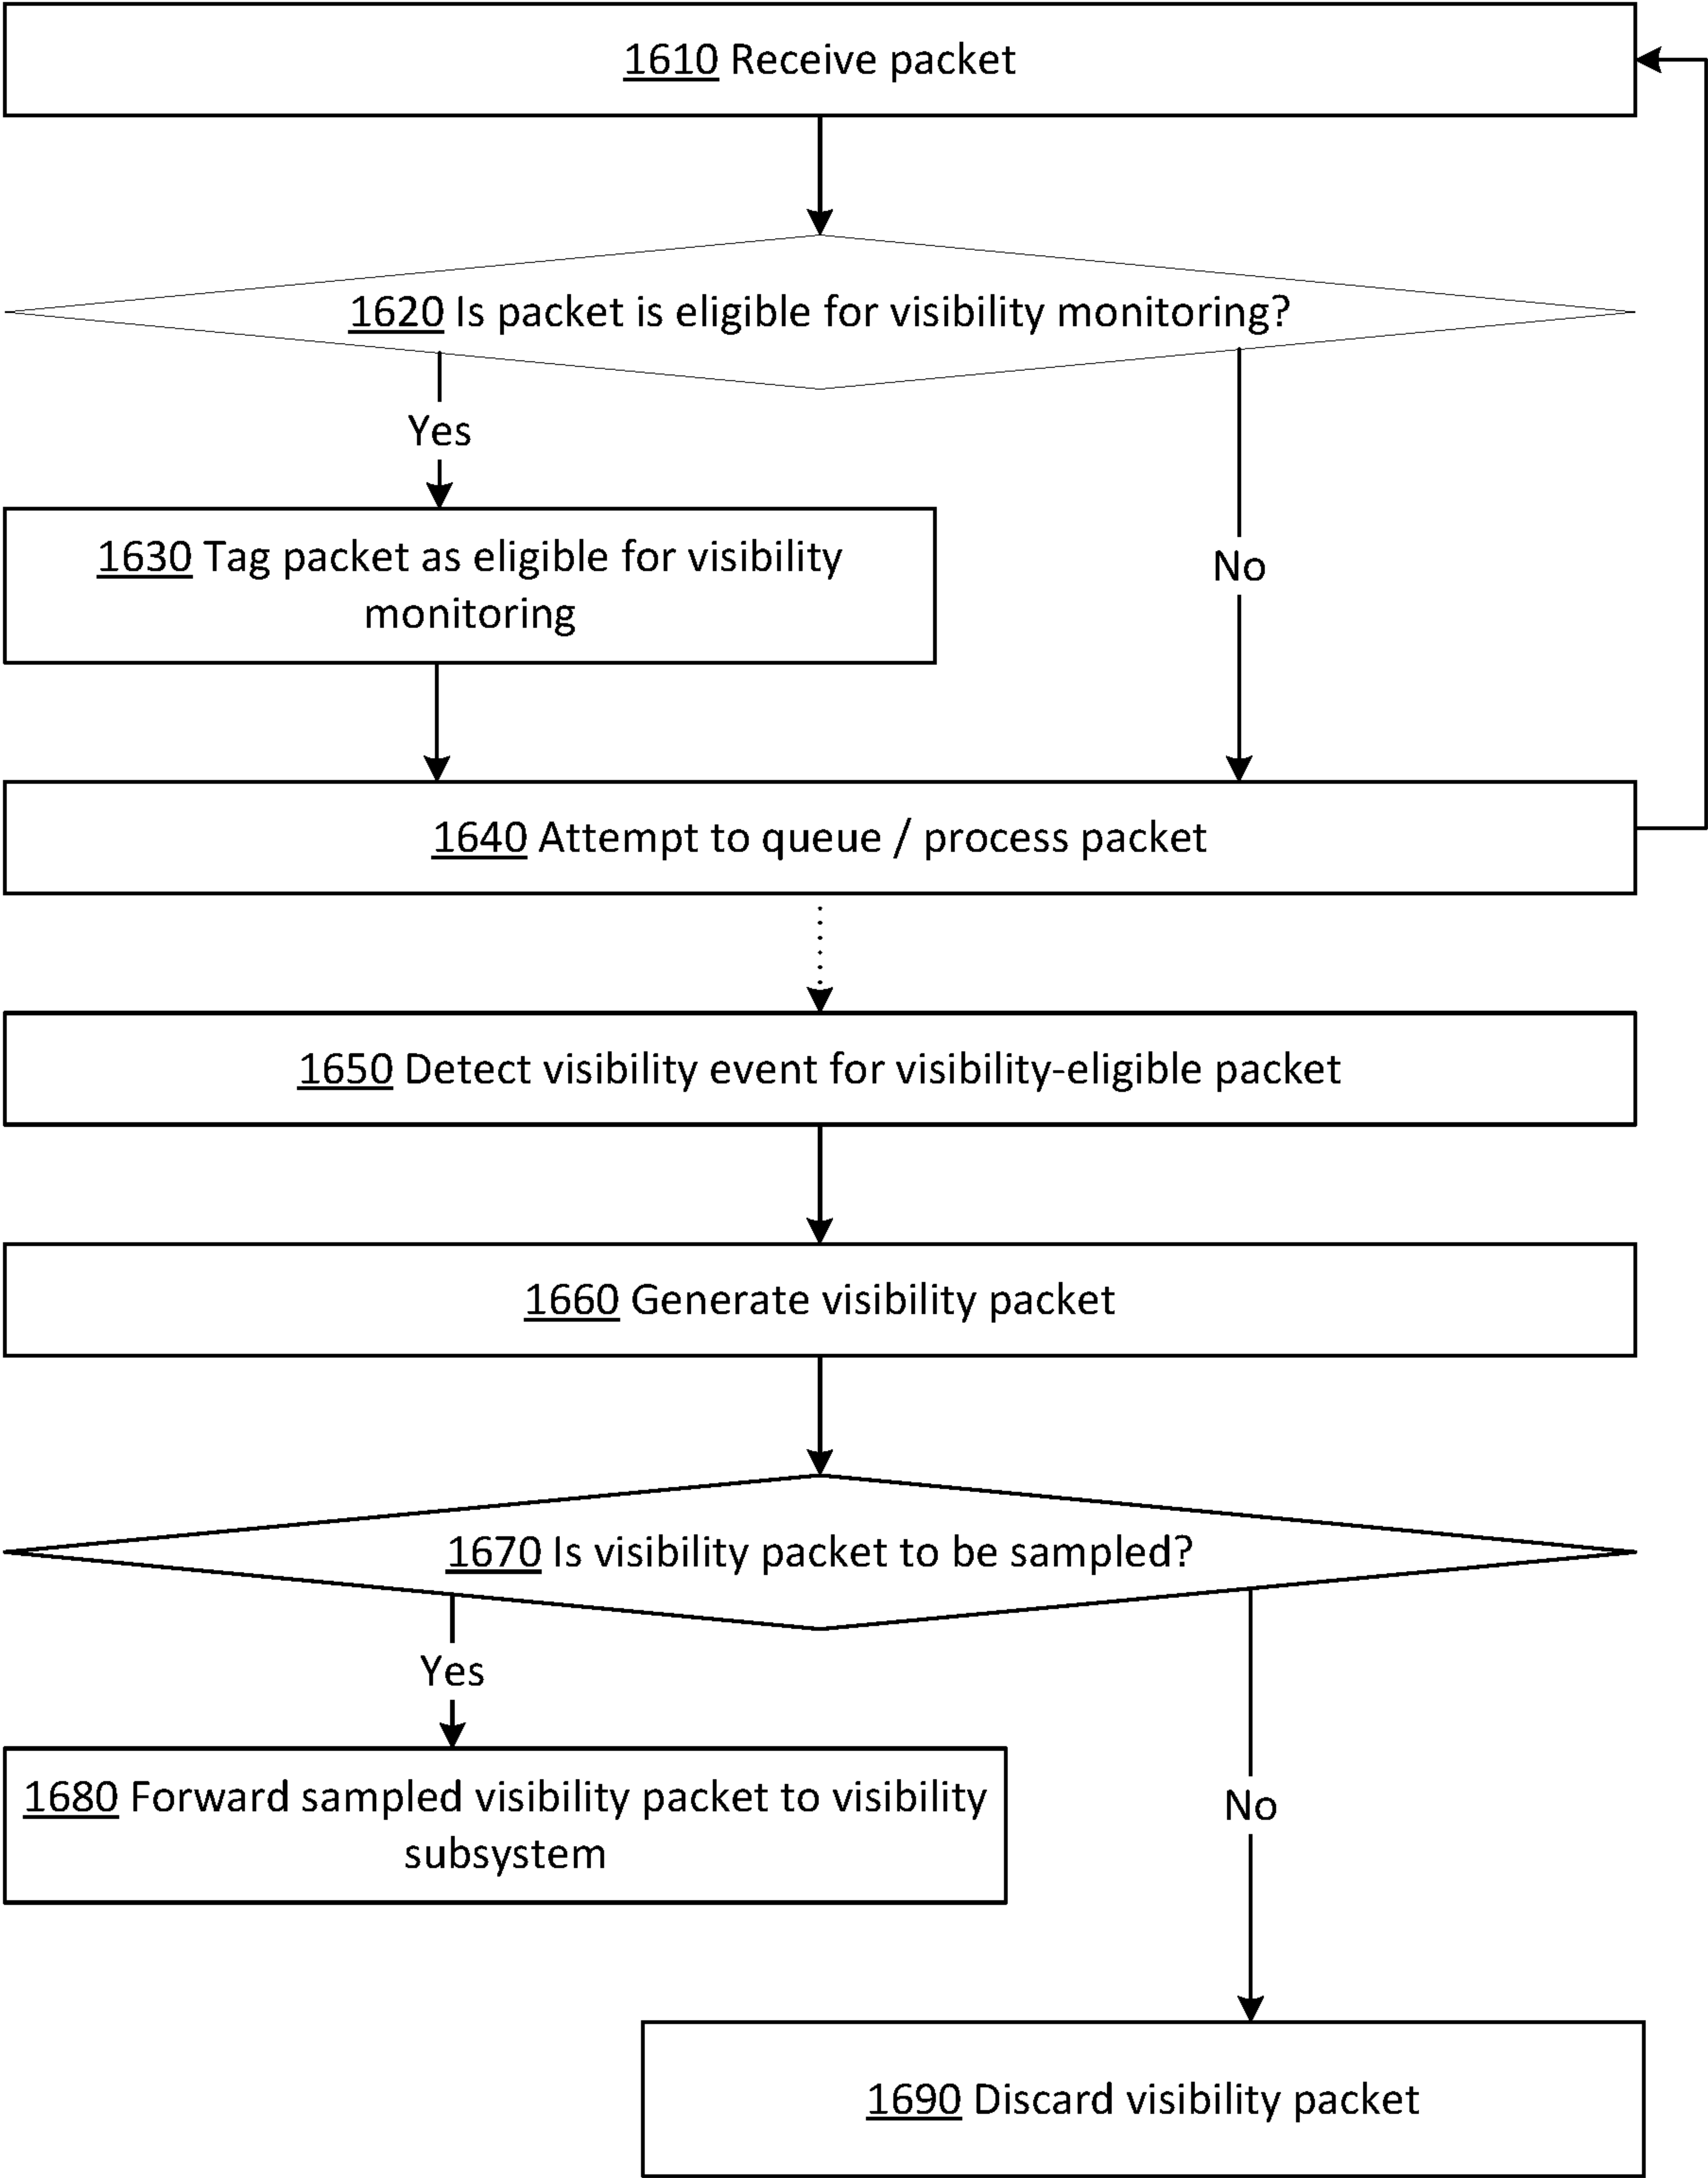 1610 Receive packet
1620 Is packet is eligible for visibility monitoring?
Yes
No
1630 Tag packet as eligible for visibility
monitoring
1640 Attempt to queue / process packet
1650 Detect visibility event for visibility-eligible packet
1660 Generate visibility packet
1670 Is visibility packet to be sampled?
Yes
No
1680 Forward sampled visibility packet to visibility
subsystem
1690 Discard visibility packet